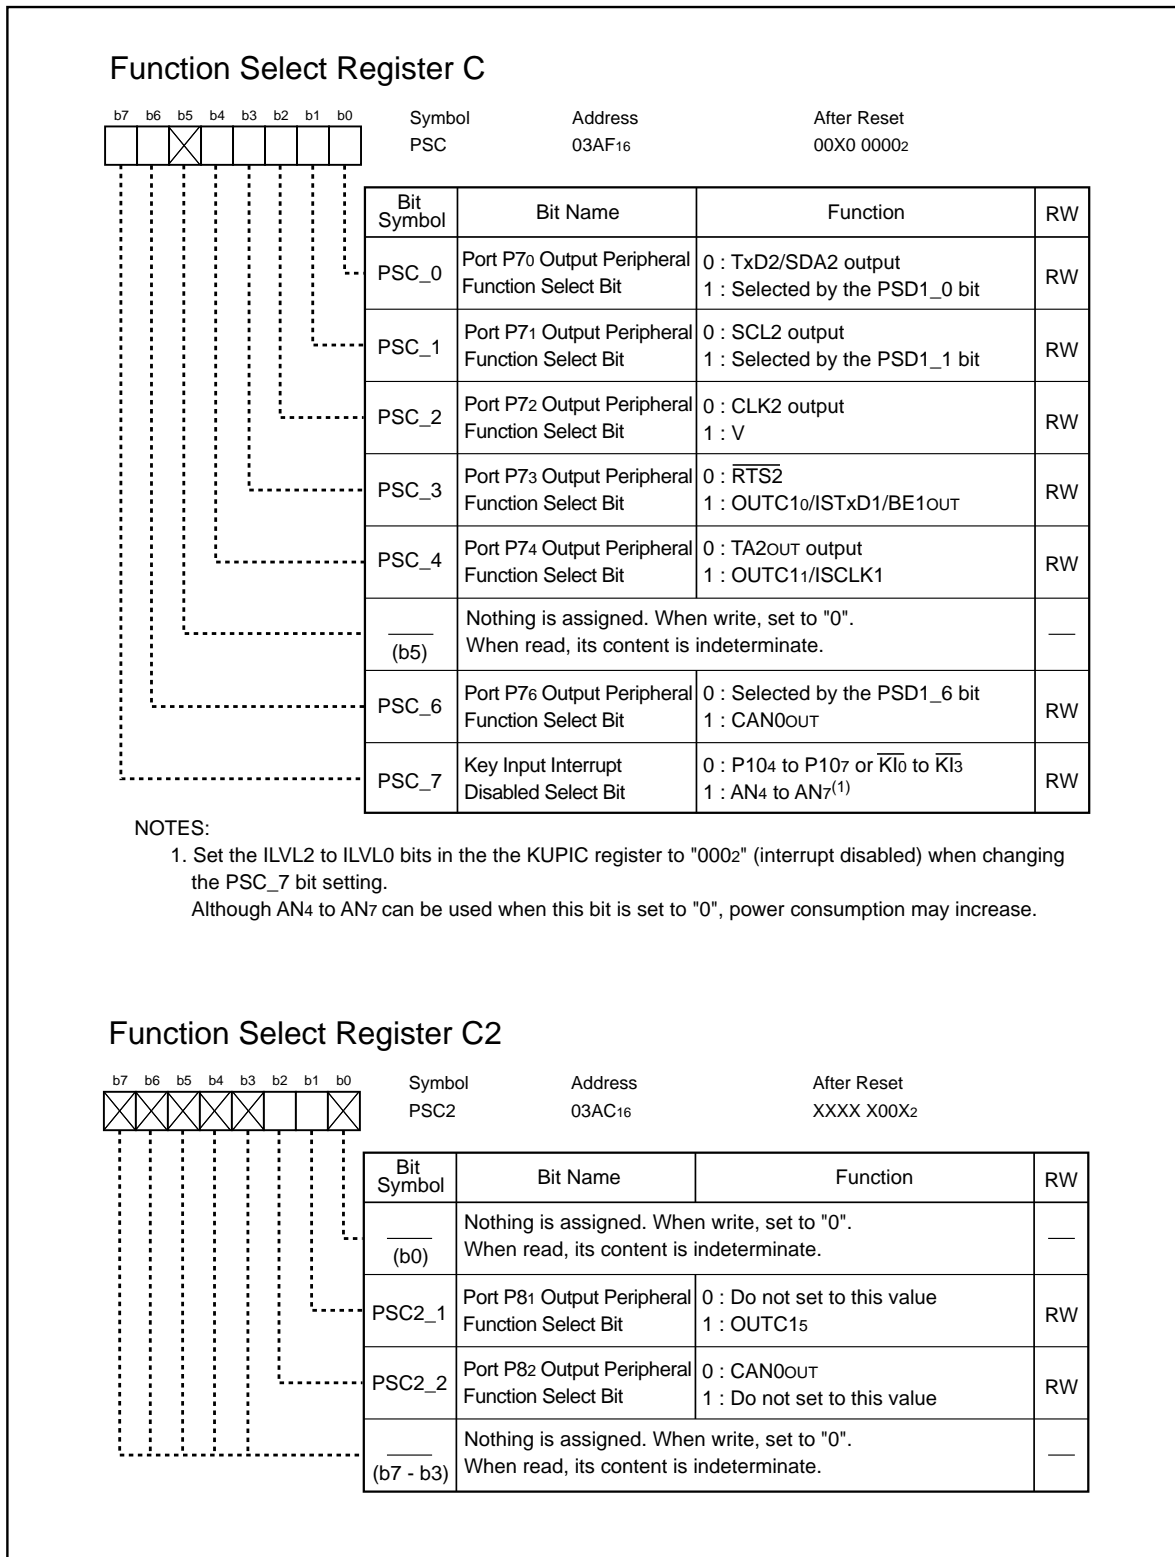 Function Select Register C
b7 b6 b5 b4 b3 b2 b1 b0
Symbol Address After Reset
PSC 03AF16 00X0 00002
Bit Symbol Bit Name Function RW
PSC_0 Port P70 Output Peripheral Function Select Bit 0 : TxD2/SDA2 output 1 : Selected by the PSD1_0 bit RW
PSC_1 Port P71 Output Peripheral Function Select Bit 0 : SCL2 output 1 : Selected by the PSD1_1 bit RW
PSC_2 Port P72 Output Peripheral Function Select Bit 0 : CLK2 output 1 : V RW
PSC_3 Port P73 Output Peripheral Function Select Bit 0 : RTS2 1 : OUTC10/ISTxD1/BE1OUT RW
PSC_4 Port P74 Output Peripheral Function Select Bit 0 : TA2OUT output 1 : OUTC11/ISCLK1 RW
(b5) Nothing is assigned. When write, set to "0". When read, its content is indeterminate.
PSC_6 Port P76 Output Peripheral Function Select Bit 0 : Selected by the PSD1_6 bit 1 : CAN0OUT RW
PSC_7 Key Input Interrupt Disabled Select Bit 0 : P104 to P107 or KI0 to KI3 1 : AN4 to AN7(1) RW
NOTES:
1. Set the ILVL2 to ILVL0 bits in the the KUPIC register to "0002" (interrupt disabled) when changing
the PSC_7 bit setting.
Although AN4 to AN7 can be used when this bit is set to "0", power consumption may increase.
Function Select Register C2
b7 b6 b5 b4 b3 b2 b1 b0
Symbol Address After Reset
PSC2 03AC16 XXXX X00X2
Bit Symbol Bit Name Function RW
(b0) Nothing is assigned. When write, set to "0". When read, its content is indeterminate.
PSC2_1 Port P81 Output Peripheral Function Select Bit 0 : Do not set to this value 1 : OUTC15 RW
PSC2_2 Port P82 Output Peripheral Function Select Bit 0 : CAN0OUT 1 : Do not set to this value RW
(b7 - b3) Nothing is assigned. When write, set to "0". When read, its content is indeterminate.